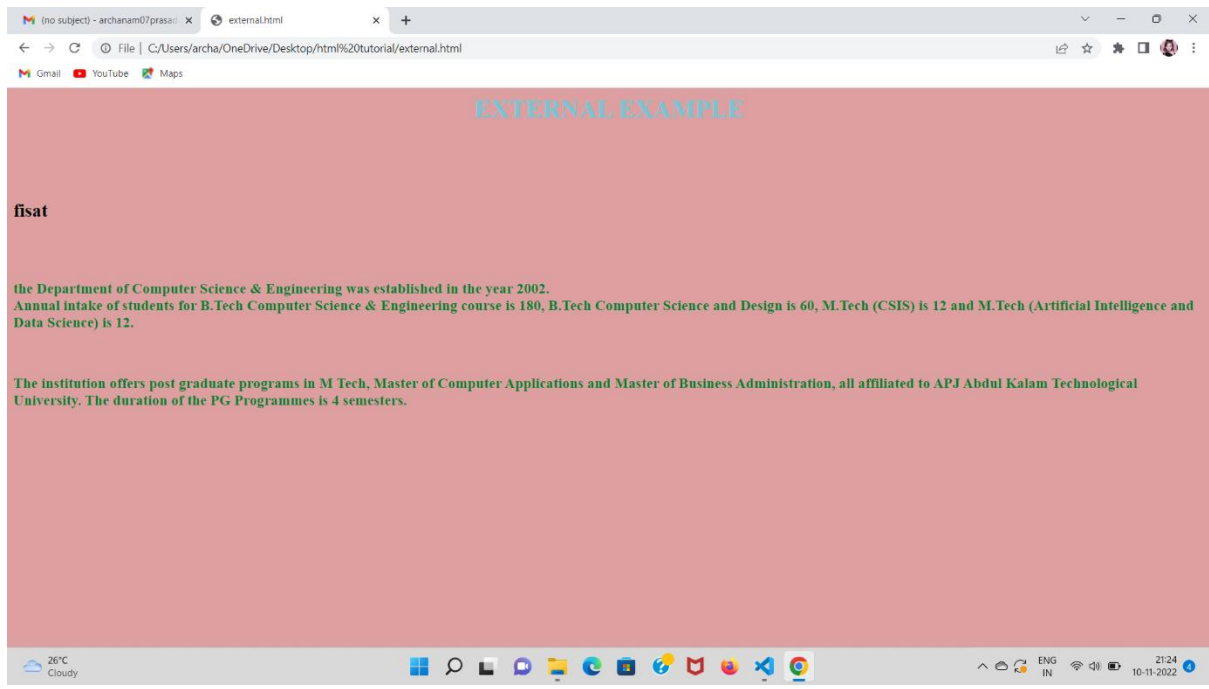 (no subject) - archanam07prasad
external.html
File | C:/Users/archa/OneDrive/Desktop/html%20tutorial/external.html
Gmail YouTube Maps
EXTERNAL EXAMPLE
fisat
the Department of Computer Science & Engineering was established in the year 2002.
Annual intake of students for B.Tech Computer Science & Engineering course is 180, B.Tech Computer Science and Design is 60, M.Tech (CSIS) is 12 and M.Tech (Artificial Intelligence and
Data Science) is 12.
The institution offers post graduate programs in M Tech, Master of Computer Applications and Master of Business Administration, all affiliated to APJ Abdul Kalam Technological
University. The duration of the PG Programmes is 4 semesters.
26°C
Cloudy
ENG
IN
21:24
10-11-2022
4